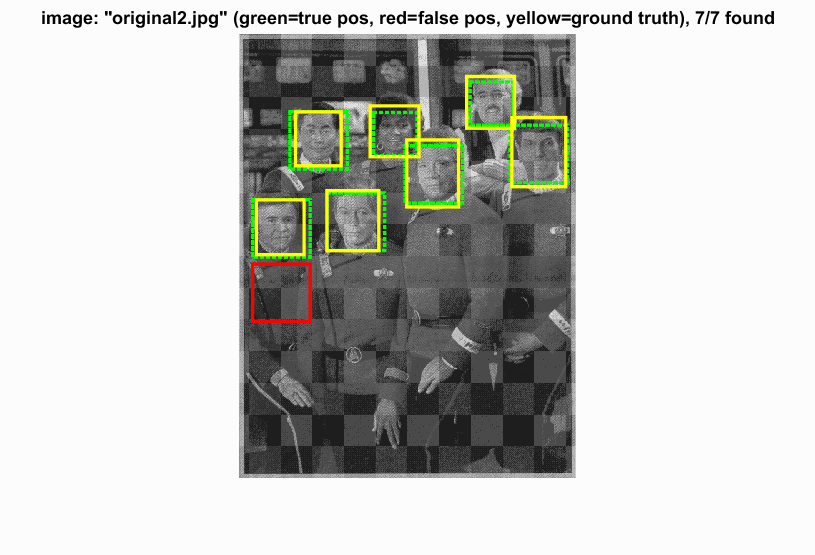 image: "original2.jpg" (green=true pos, red=false pos, yellow=ground truth), 7/7 found